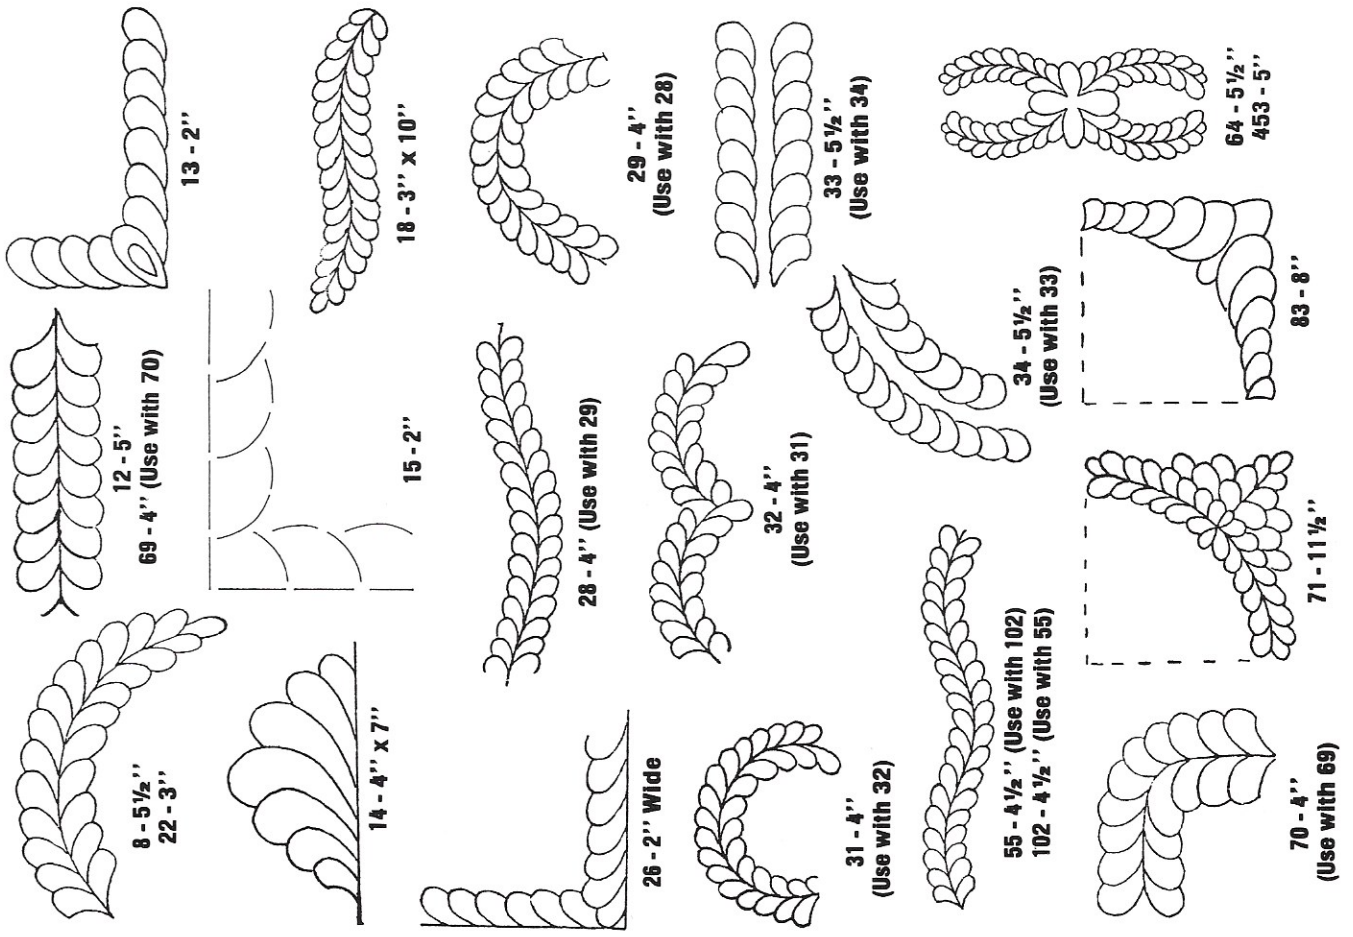 8 - 5½"
22 - 3"
12 - 5"
69 - 4" (Use with 70)
13 - 2"
14 - 4" x 7"
15 - 2"
18 - 3" x 10"
26 - 2" Wide
28 - 4" (Use with 29)
29 - 4"
(Use with 28)
31 - 4"
(Use with 32)
32 - 4"
(Use with 31)
33 - 5½"
(Use with 34)
55 - 4½" (Use with 102)
102 - 4½" (Use with 55)
34 - 5½"
(Use with 33)
64 - 5½"
453 - 5"
70 - 4"
(Use with 69)
71 - 11½"
83 - 8"